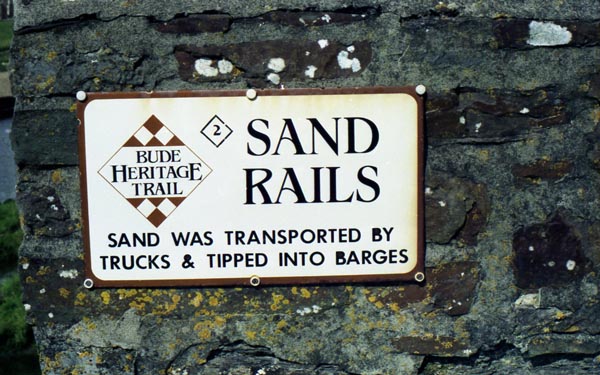 BUDE
HERITAGE
TRAIL
2
SAND
RAILS
SAND WAS TRANSPORTED BY
TRUCKS & TIPPED INTO BARGES